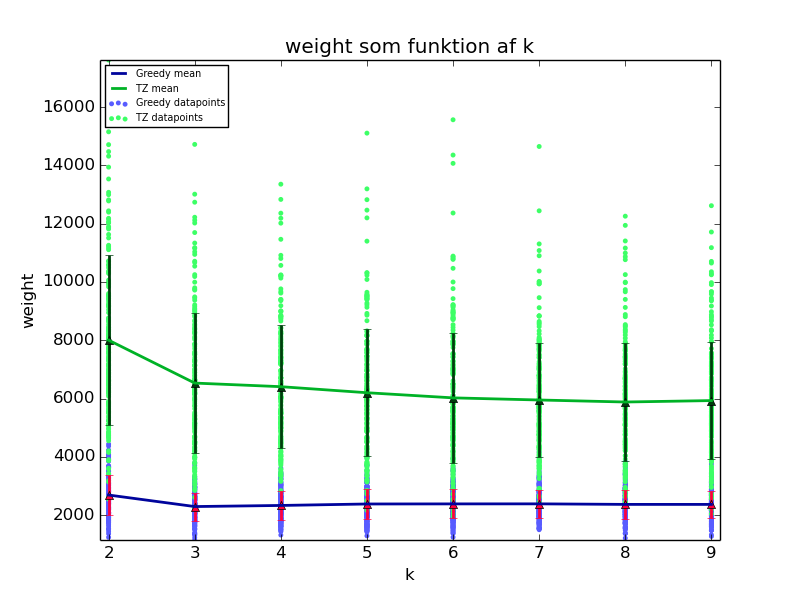 weight som funktion af k
Greedy mean
TZ mean
Greedy datapoints
TZ datapoints
16000
14000
12000
10000
8000
6000
4000
2000
weight
2 3 4 5 6 7 8 9
k